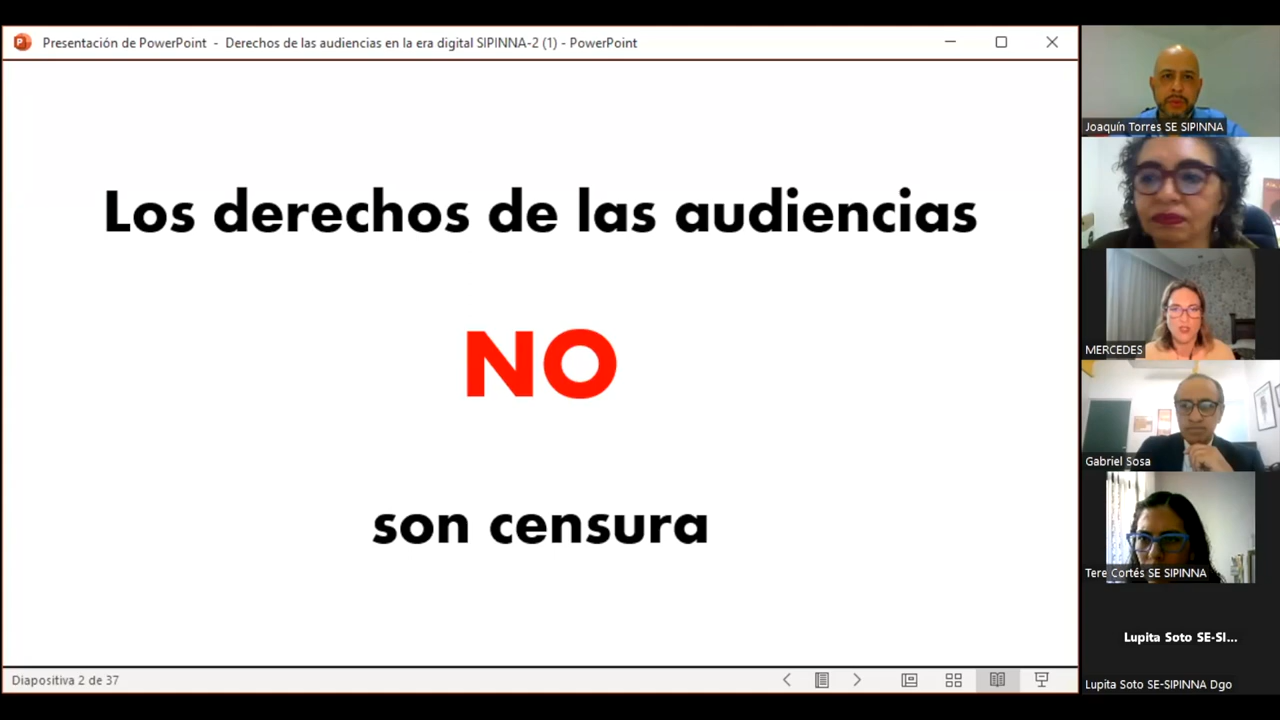 Presentación de PowerPoint - Derechos de las audiencias en la era digital SIPINNA-2 (1) - PowerPoint
Los derechos de las audiencias
NO
son censura
Diapositiva 2 de 37
Joaquín Torres SE SIPINNA
MERCEDES
Gabriel Sosa
Tere Cortés SE SIPINNA
Lupita Soto SE-SI...
Lupita Soto SE-SIPINNA Dgo